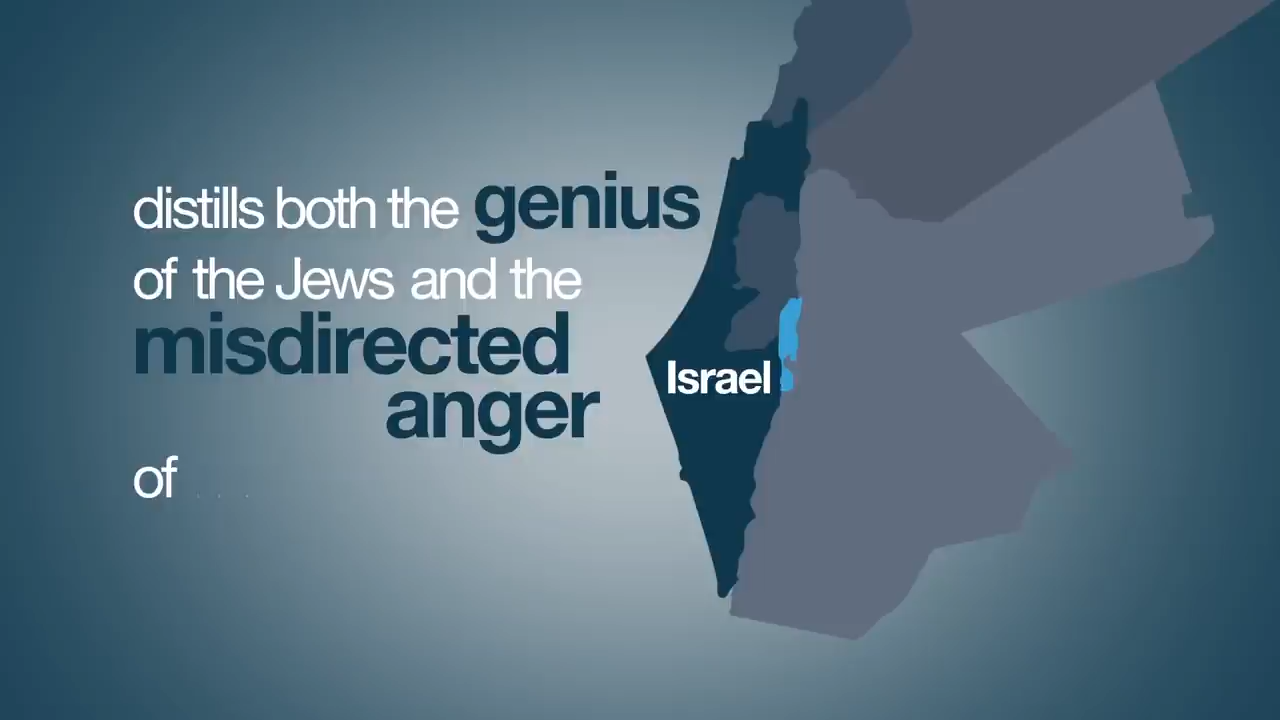 distills both the genius
of the Jews and the
misdirected
anger
of . . .
Israel